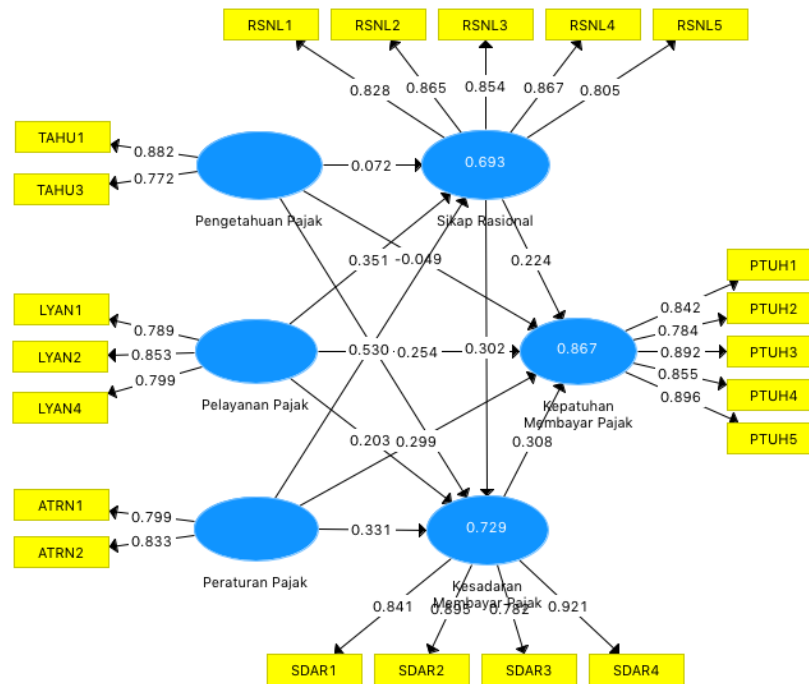 RSNL1 RSNL2 RSNL3 RSNL4 RSNL5
0.828 0.865 0.854 0.867 0.805
TAHU1
0.882
TAHU3
0.772
0.072
0.693
Pengetahuan Pajak
Sikap Rasional
0.351
-0.049
0.224
LYAN1
0.789
LYAN2
0.853
LYAN4
0.799
Pelayanan Pajak
0.530
0.254
0.302
0.867
Kepatuhan
Membayar Pajak
PTUH1
0.842
PTUH2
0.784
PTUH3
0.892
PTUH4
0.855
PTUH5
0.896
0.203
0.299
0.308
ATRN1
0.799
ATRN2
0.833
Peraturan Pajak
0.331
0.729
Kesadaran
Membayar Pajak
0.841 0.895 0.782 0.921
SDAR1 SDAR2 SDAR3 SDAR4